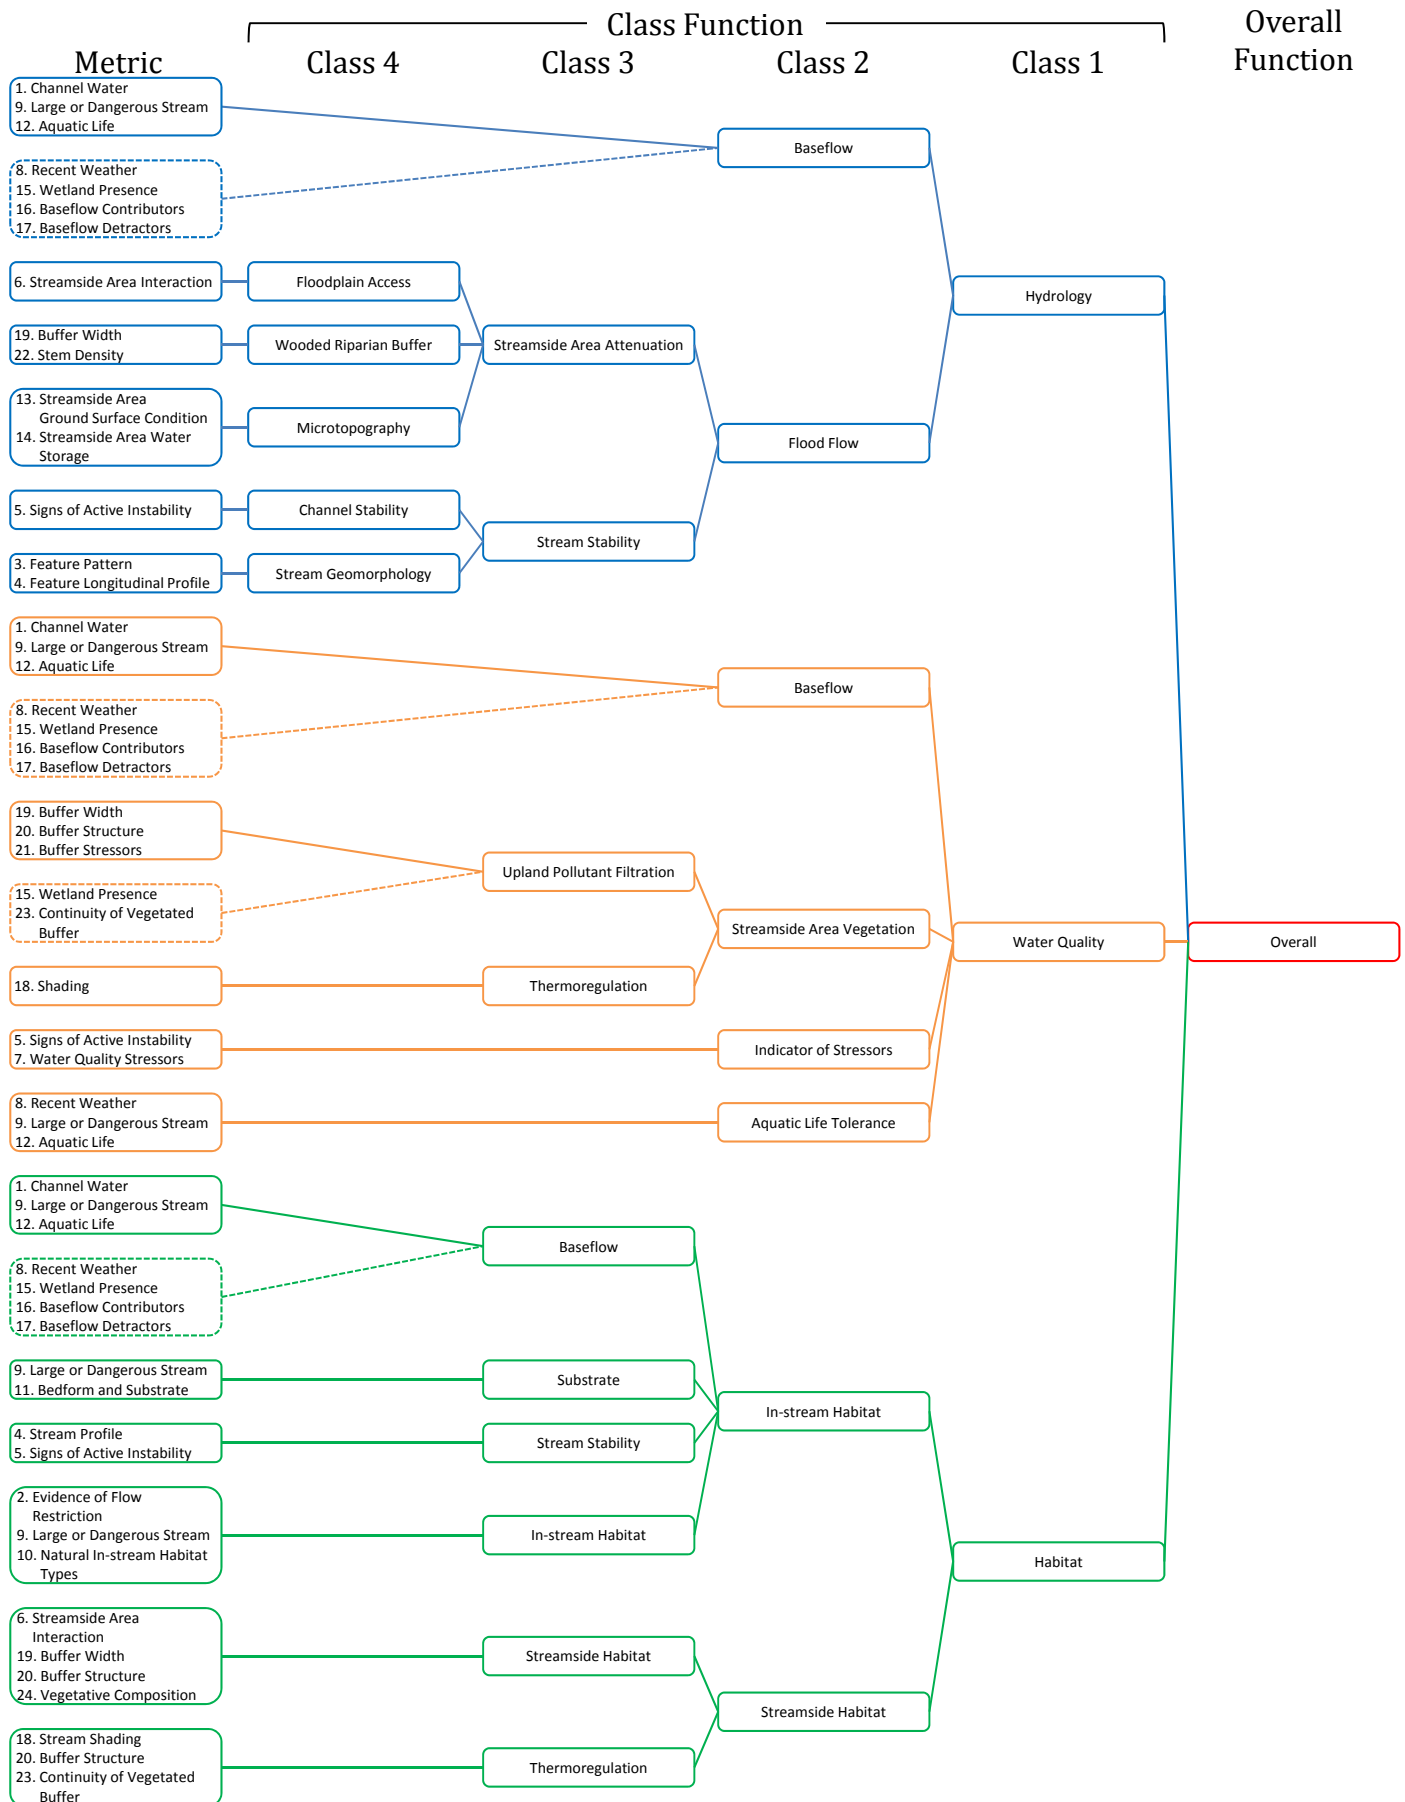 Class Function
Overall
Function
Metric
Class 4
Class 3
Class 2
Class 1
1. Channel Water
9. Large or Dangerous Stream
12. Aquatic Life
Baseflow
8. Recent Weather
15. Wetland Presence
16. Baseflow Contributors
17. Baseflow Detractors
6. Streamside Area Interaction
Floodplain Access
Hydrology
19. Buffer Width
22. Stem Density
Wooded Riparian Buffer
Streamside Area Attenuation
13. Streamside Area
Ground Surface Condition
14. Streamside Area Water
Storage
Microtopography
Flood Flow
5. Signs of Active Instability
Channel Stability
Stream Stability
3. Feature Pattern
4. Feature Longitudinal Profile
Stream Geomorphology
1. Channel Water
9. Large or Dangerous Stream
12. Aquatic Life
Baseflow
8. Recent Weather
15. Wetland Presence
16. Baseflow Contributors
17. Baseflow Detractors
19. Buffer Width
20. Buffer Structure
21. Buffer Stressors
Upland Pollutant Filtration
15. Wetland Presence
23. Continuity of Vegetated
Buffer
Streamside Area Vegetation
Water Quality
Overall
18. Shading
Thermoregulation
5. Signs of Active Instability
7. Water Quality Stressors
Indicator of Stressors
8. Recent Weather
9. Large or Dangerous Stream
12. Aquatic Life
Aquatic Life Tolerance
1. Channel Water
9. Large or Dangerous Stream
12. Aquatic Life
Baseflow
8. Recent Weather
15. Wetland Presence
16. Baseflow Contributors
17. Baseflow Detractors
9. Large or Dangerous Stream
11. Bedform and Substrate
Substrate
In-stream Habitat
4. Stream Profile
5. Signs of Active Instability
Stream Stability
2. Evidence of Flow
Restriction
9. Large or Dangerous Stream
10. Natural In-stream Habitat
Types
In-stream Habitat
Habitat
6. Streamside Area
Interaction
19. Buffer Width
20. Buffer Structure
24. Vegetative Composition
Streamside Habitat
Streamside Habitat
18. Stream Shading
20. Buffer Structure
23. Continuity of Vegetated
Buffer
Thermoregulation